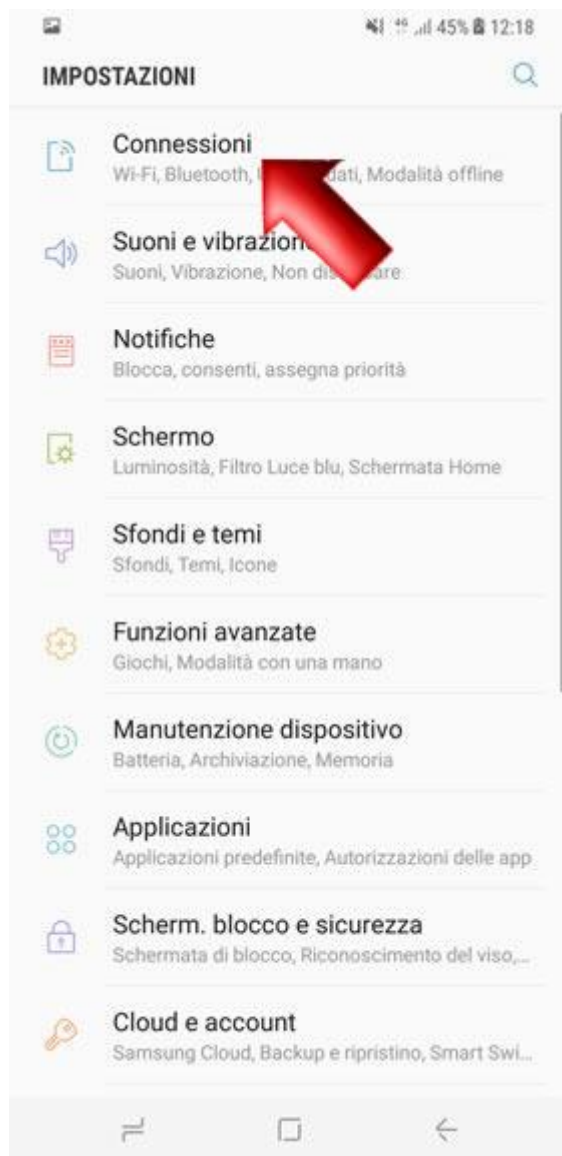 45% 12:18
IMPOSTAZIONI
Connessioni
Wi-Fi, Bluetooth, dati, Modalità offline
Suoni e vibrazione
Suoni, Vibrazione, Non
Notifiche
Blocca, consenti, assegna priorità
Schermo
Luminosità, Filtro Luce blu, Schermata Home
Sfondi e temi
Sfondi, Temi, Icone
Funzioni avanzate
Giochi, Modalità con una mano
Manutenzione dispositivo
Batteria, Archiviazione, Memoria
Applicazioni
Applicazioni predefinite, Autorizzazioni delle app
Scherm. blocco e sicurezza
Schermata di blocco, Riconoscimento del viso,...
Cloud e account
Samsung Cloud, Backup e ripristino, Smart Swi...